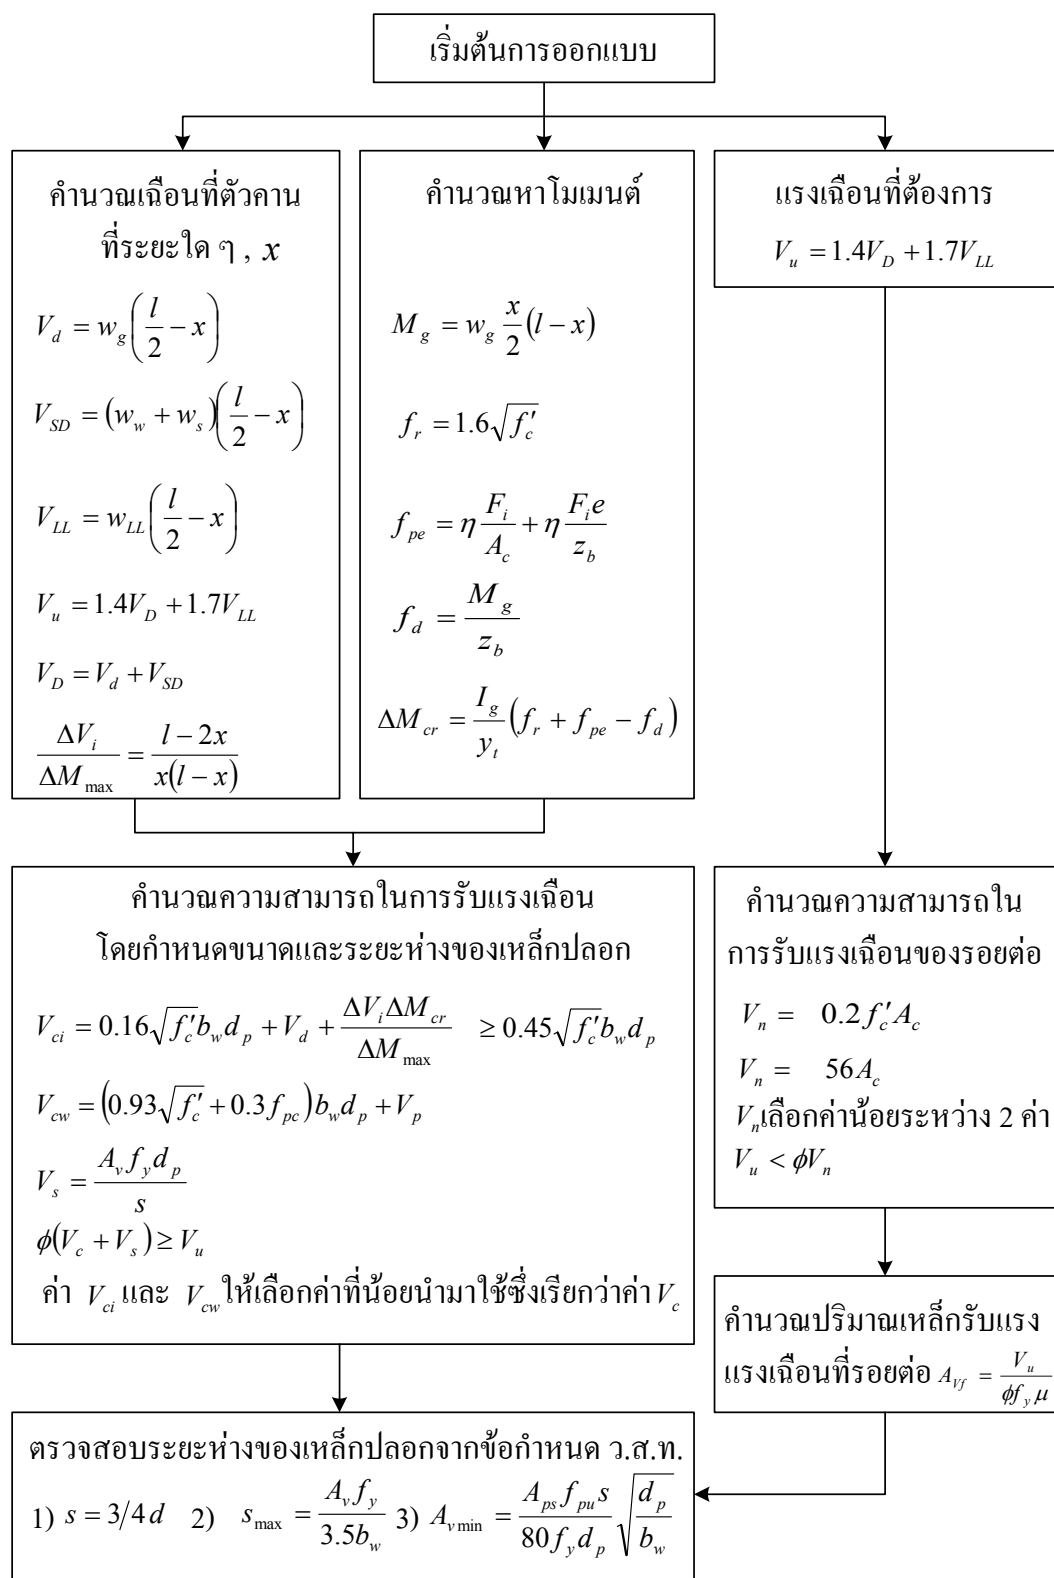 เริ่มต้นการออกแบบ
คำนวณเฉือนที่ตัวคาน
ที่ระยะใด ๆ , x
V_d = w_g(l/2 − x)
V_SD = (w_w + w_s)(l/2 − x)
V_LL = w_LL(l/2 − x)
V_u = 1.4V_D + 1.7V_LL
V_D = V_d + V_SD
ΔV_i/ΔM_max = (l − 2x)/(x(l − x))
คำนวณหาโมเมนต์
M_g = w_g x/2 (l − x)
f_r = 1.6√f′_c
f_pe = η F_i/A_c + η F_i e/z_b
f_d = M_g/z_b
ΔM_cr = I_g/y_t (f_r + f_pe − f_d)
แรงเฉือนที่ต้องการ
V_u = 1.4V_D + 1.7V_LL
คำนวณความสามารถในการรับแรงเฉือน
โดยกำหนดขนาดและระยะห่างของเหล็กปลอก
V_ci = 0.16√f′_c b_w d_p + V_d + ΔV_i ΔM_cr/ΔM_max ≥ 0.45√f′_c b_w d_p
V_cw = (0.93√f′_c + 0.3f_pc) b_w d_p + V_p
V_s = A_v f_y d_p/s
ϕ(V_c + V_s) ≥ V_u
ค่า V_ci และ V_cw ให้เลือกค่าที่น้อยนำมาใช้ซึ่งเรียกว่าค่า V_c
คำนวณความสามารถใน
การรับแรงเฉือนของรอยต่อ
V_n = 0.2f′_c A_c
V_n = 56A_c
V_n เลือกค่าน้อยระหว่าง 2 ค่า
V_u < ϕV_n
คำนวณปริมาณเหล็กรับแรง
แรงเฉือนที่รอยต่อ A_Vf = V_u/(ϕf_y μ)
ตรวจสอบระยะห่างของเหล็กปลอกจากข้อกำหนด ว.ส.ท.
1) s = 3/4 d 2) s_max = A_v f_y/(3.5b_w) 3) A_v min = A_ps f_pu s/(80 f_y d_p) √(d_p/b_w)